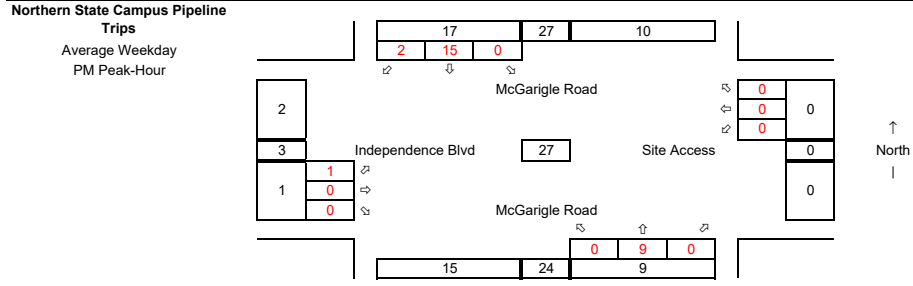 Northern State Campus Pipeline
Trips
Average Weekday
PM Peak-Hour
17 27 10
2 15 0
McGarigle Road
0
2 0 0
0
3 Independence Blvd 27 Site Access 0 North
1
1 0 0
0
McGarigle Road
0 9 0
15 24 9